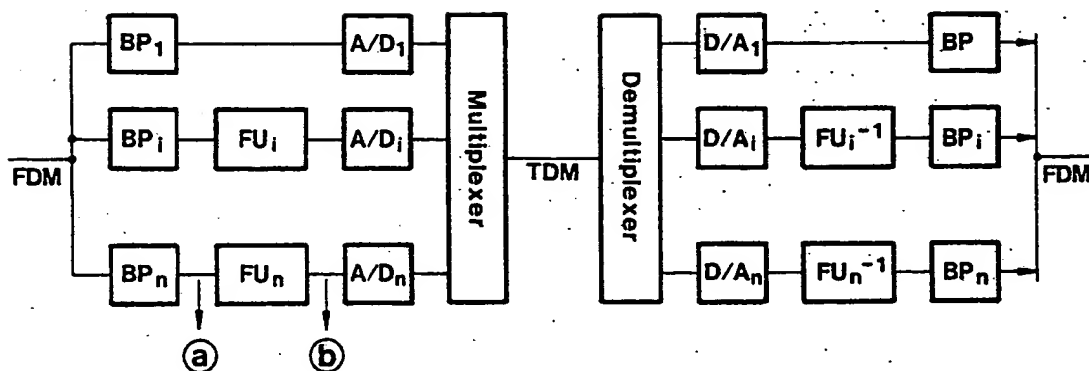 BP₁ A/D₁ D/A₁ BP
BPᵢ FUᵢ A/Dᵢ D/Aᵢ FUᵢ⁻¹ BPᵢ
FDM Multiplexer TDM Demultiplexer FDM
BPₙ FUₙ A/Dₙ D/Aₙ FUₙ⁻¹ BPₙ
ⓐ ⓑ